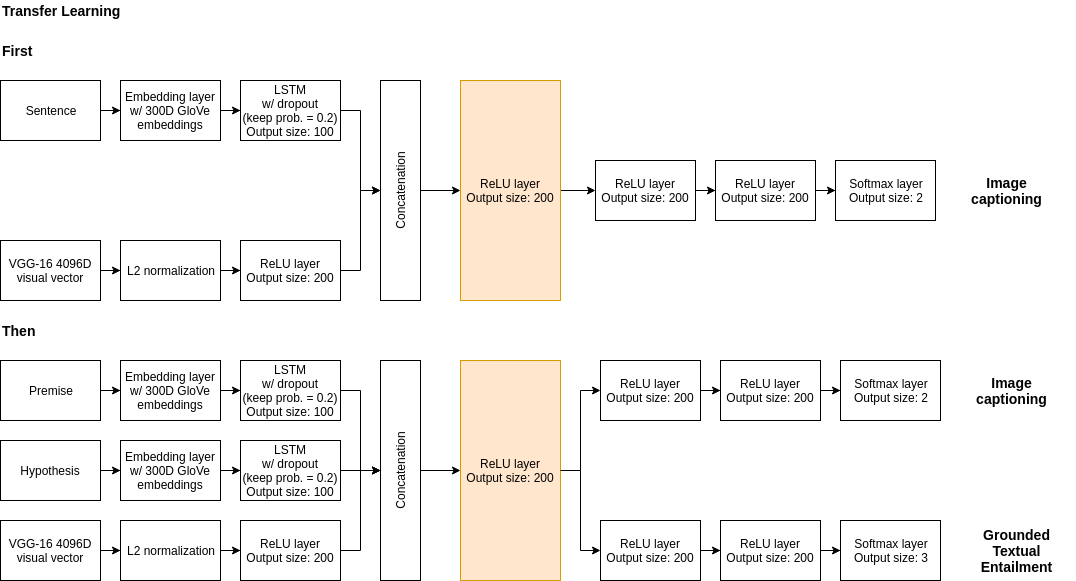 Transfer Learning
First
Sentence
Embedding layer
w/ 300D GloVe
embeddings
LSTM
w/ dropout
(keep prob. = 0.2)
Output size: 100
VGG-16 4096D
visual vector
L2 normalization
ReLU layer
Output size: 200
Concatenation
ReLU layer
Output size: 200
ReLU layer
Output size: 200
ReLU layer
Output size: 200
Softmax layer
Output size: 2
Image
captioning
Then
Premise
Embedding layer
w/ 300D GloVe
embeddings
LSTM
w/ dropout
(keep prob. = 0.2)
Output size: 100
Hypothesis
Embedding layer
w/ 300D GloVe
embeddings
LSTM
w/ dropout
(keep prob. = 0.2)
Output size: 100
VGG-16 4096D
visual vector
L2 normalization
ReLU layer
Output size: 200
Concatenation
ReLU layer
Output size: 200
ReLU layer
Output size: 200
ReLU layer
Output size: 200
Softmax layer
Output size: 2
Image
captioning
ReLU layer
Output size: 200
ReLU layer
Output size: 200
Softmax layer
Output size: 3
Grounded
Textual
Entailment